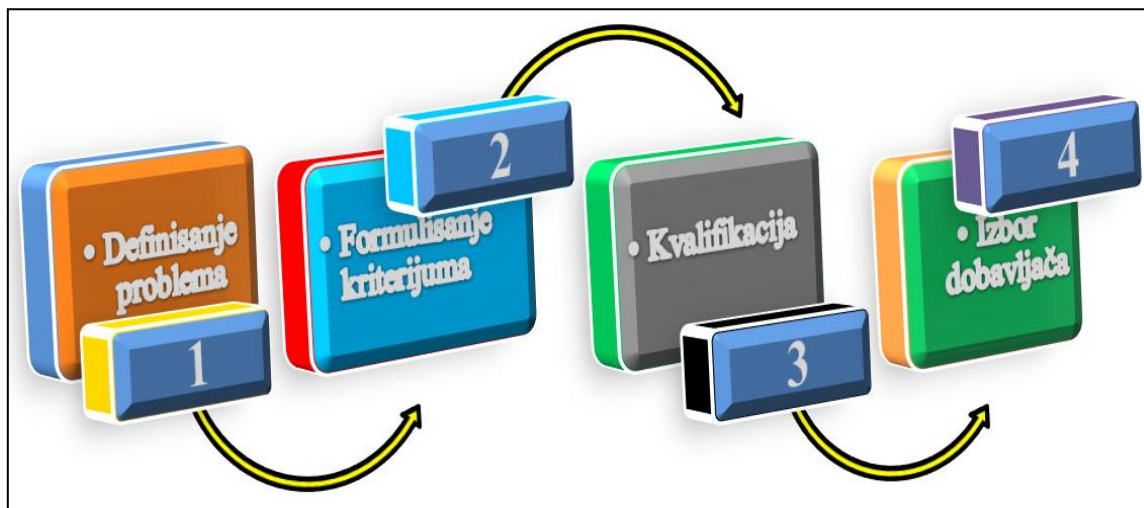 • Definisanje
problema
1
• Formulisanje
kriterijuma
2
• Kvalifikacija
3
• Izbor
dobavljača
4